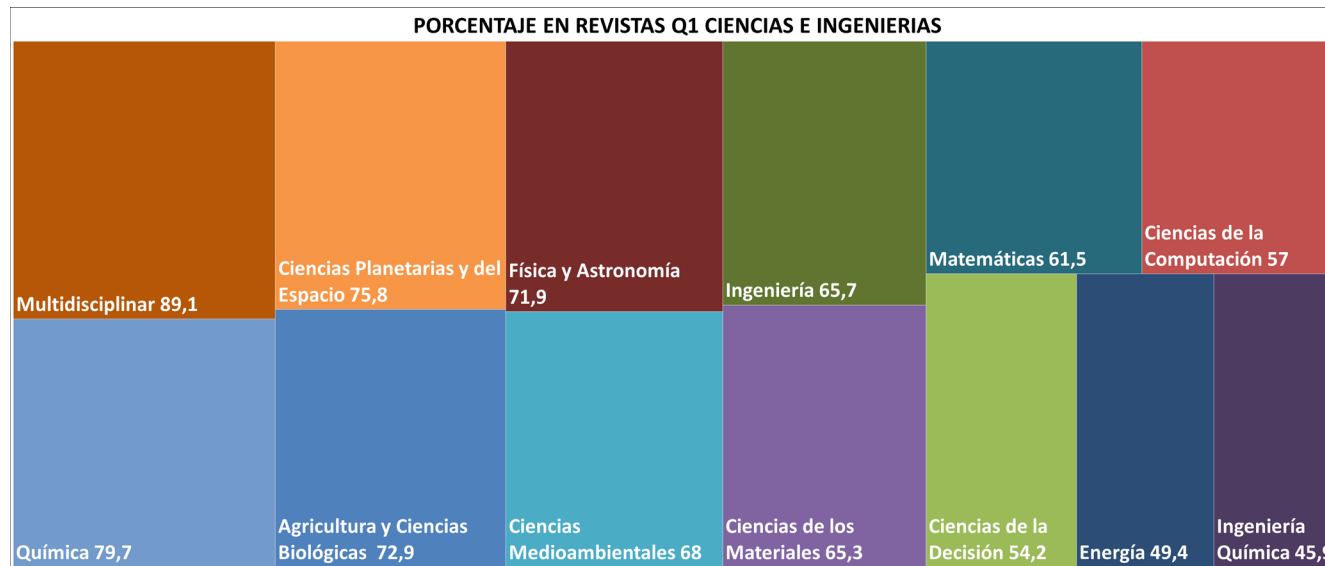 PORCENTAJE EN REVISTAS Q1 CIENCIAS E INGENIERIAS
Multidisciplinar 89,1
Ciencias Planetarias y del
Espacio 75,8
Física y Astronomía
71,9
Ingeniería 65,7
Matemáticas 61,5
Ciencias de la
Computación 57
Química 79,7
Agricultura y Ciencias
Biológicas 72,9
Ciencias
Medioambientales 68
Ciencias de los
Materiales 65,3
Ciencias de la
Decisión 54,2
Energía 49,4
Ingeniería
Química 45,9